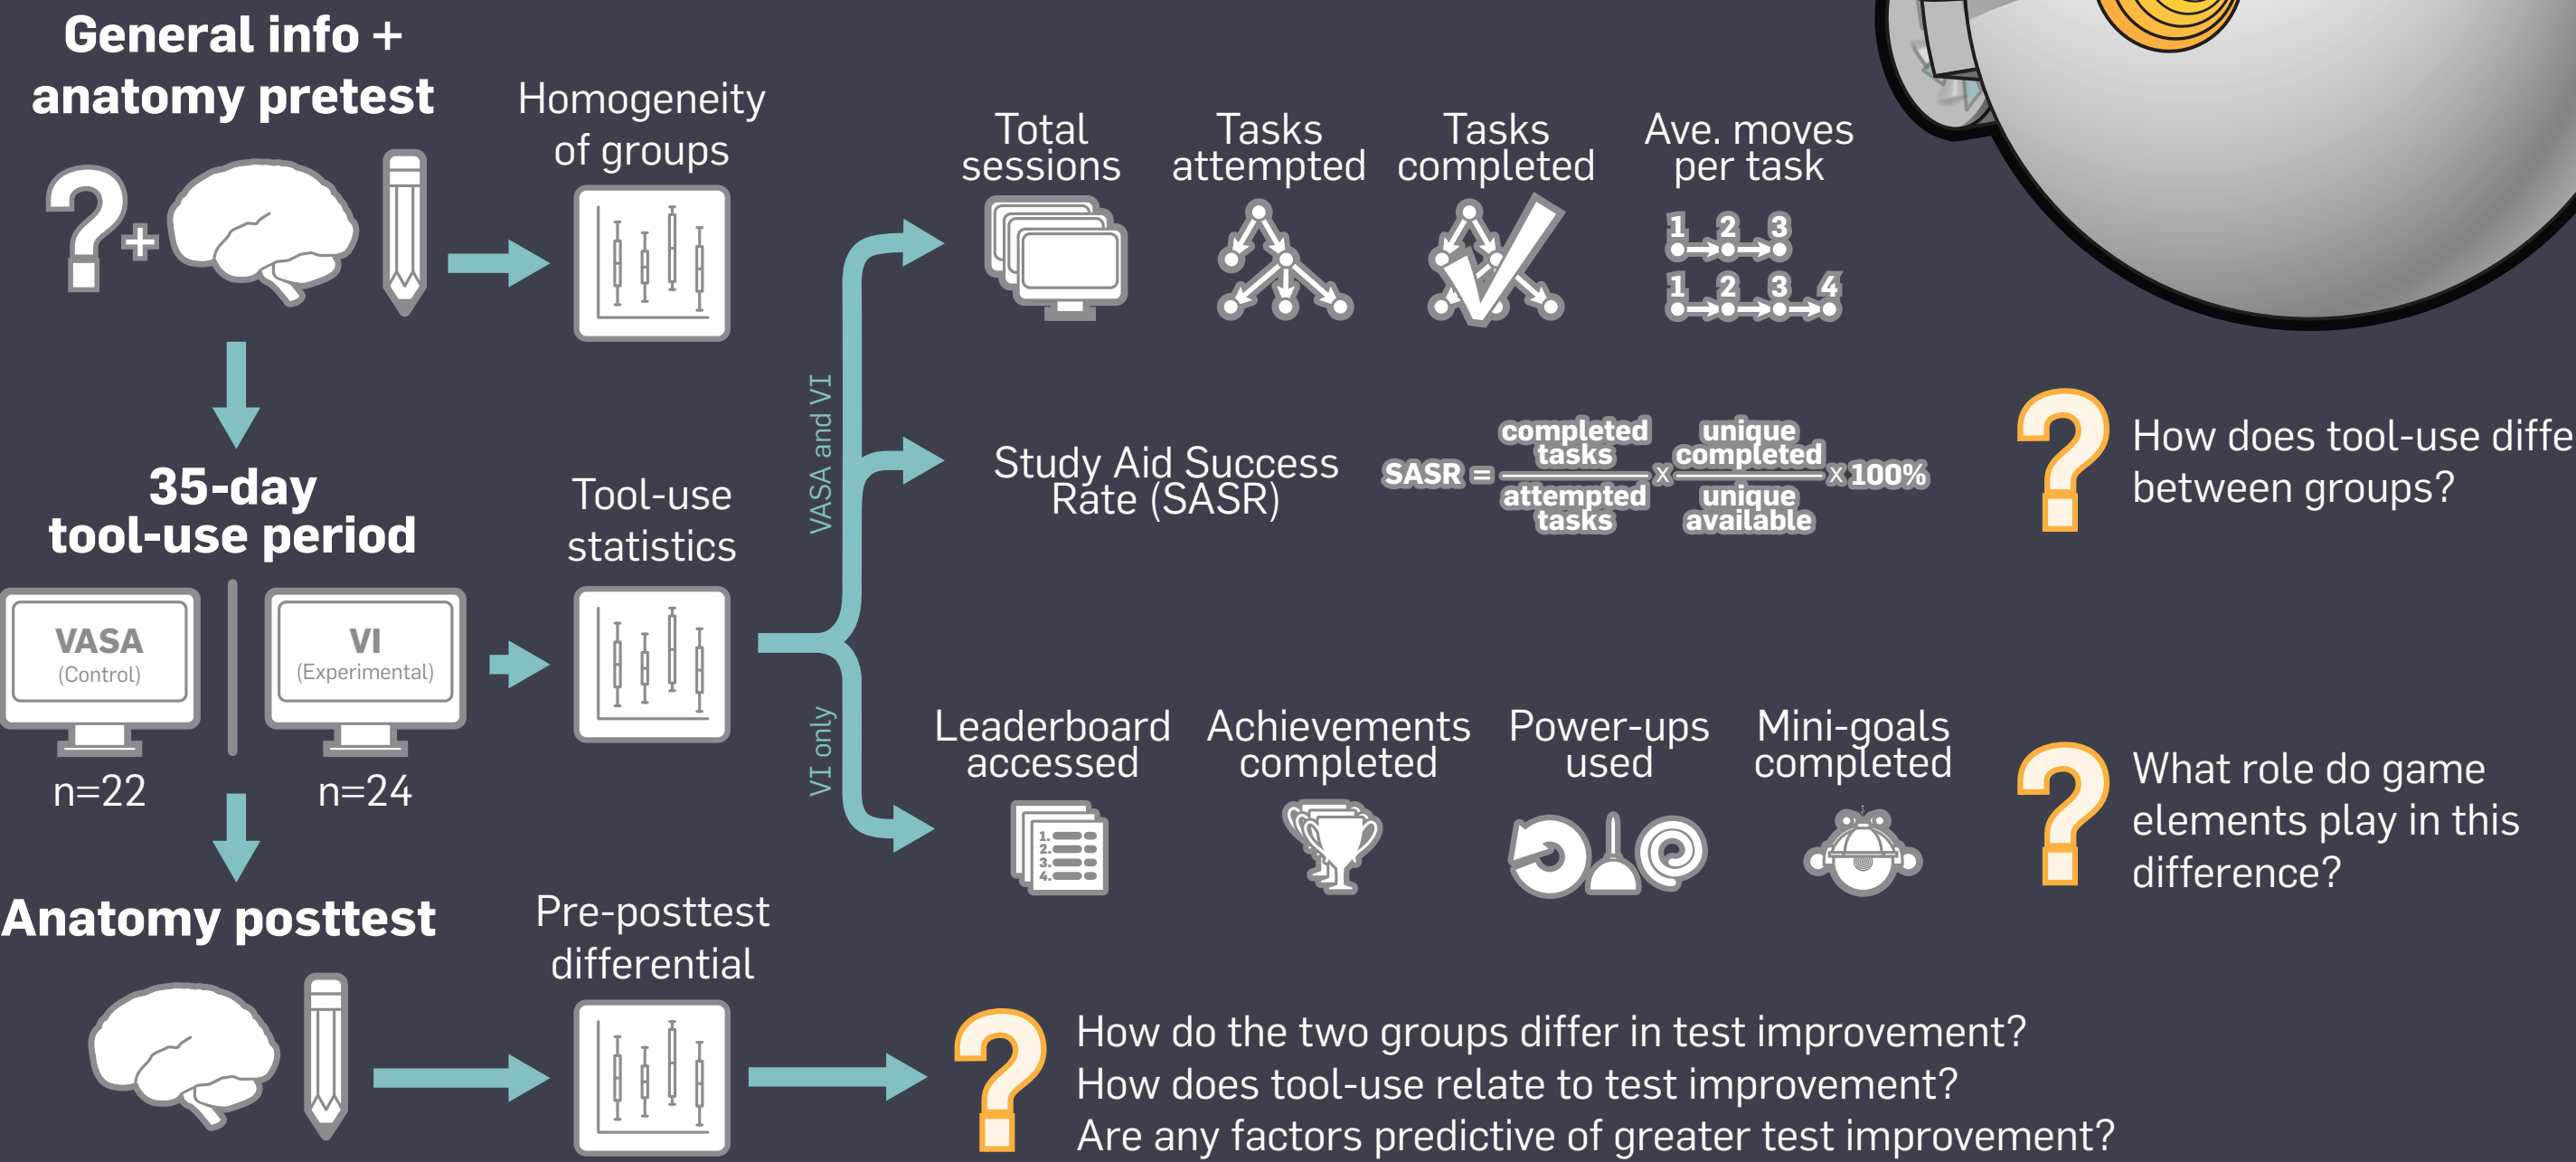 General info +
anatomy pretest
Homogeneity
of groups
Total
sessions
Tasks
attempted
Tasks
completed
Ave. moves
per task
1 2 3
1 2 3 4
VASA and VI
35-day
tool-use period
Tool-use
statistics
Study Aid Success
Rate (SASR)
SASR = completed tasks / attempted tasks x unique completed / unique available x 100%
How does tool-use diffe
between groups?
VASA
(Control)
VI
(Experimental)
n=22
n=24
VI only
Leaderboard
accessed
1.
2.
3.
4.
Achievements
completed
Power-ups
used
Mini-goals
completed
What role do game
elements play in this
difference?
Anatomy posttest
Pre-posttest
differential
How do the two groups differ in test improvement?
How does tool-use relate to test improvement?
Are any factors predictive of greater test improvement?